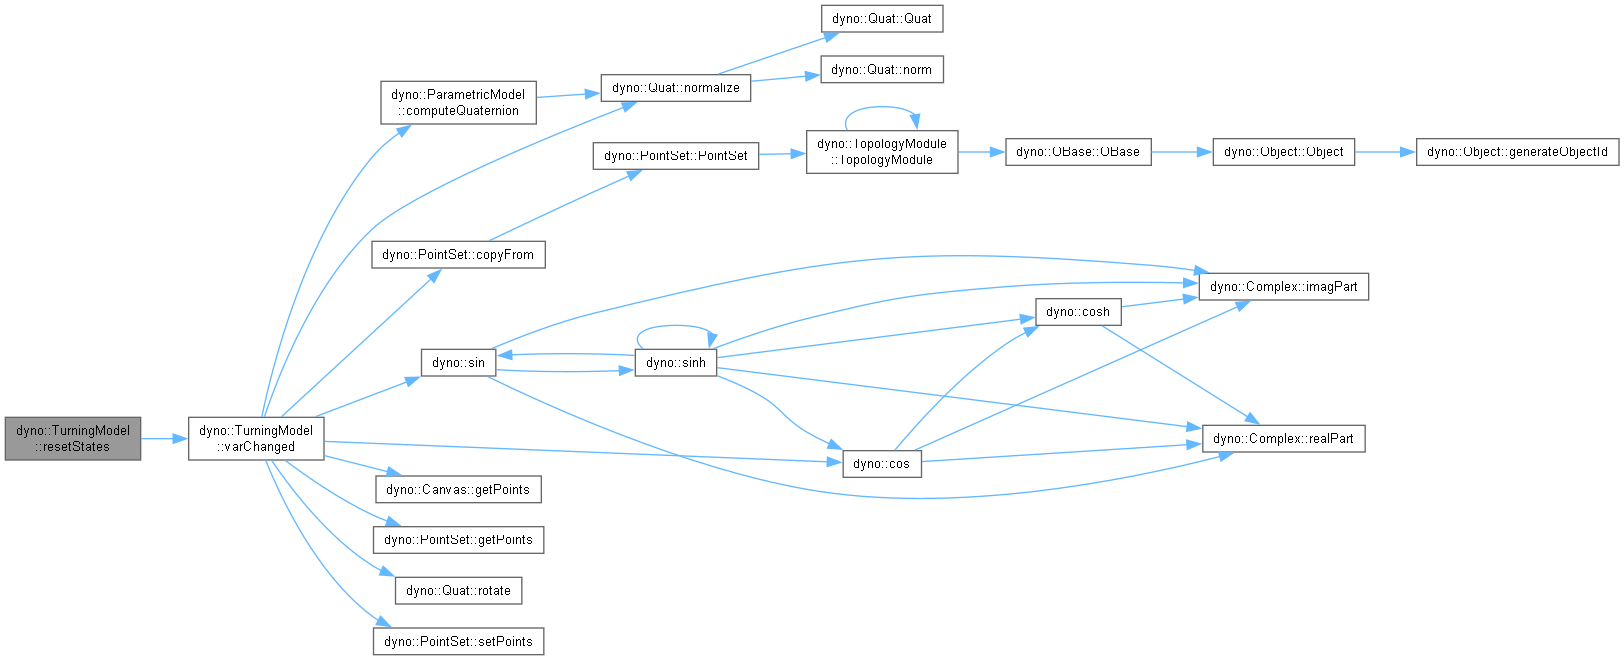 dyno::Quat::Quat
dyno::Quat::norm
dyno::ParametricModel
::computeQuaternion
dyno::Quat::normalize
dyno::PointSet::PointSet
dyno::TopologyModule
::TopologyModule
dyno::OBase::OBase
dyno::Object::Object
dyno::Object::generateObjectId
dyno::PointSet::copyFrom
dyno::Complex::imagPart
dyno::cosh
dyno::sin
dyno::sinh
dyno::TurningModel
::resetStates
dyno::TurningModel
::varChanged
dyno::Complex::realPart
dyno::cos
dyno::Canvas::getPoints
dyno::PointSet::getPoints
dyno::Quat::rotate
dyno::PointSet::setPoints